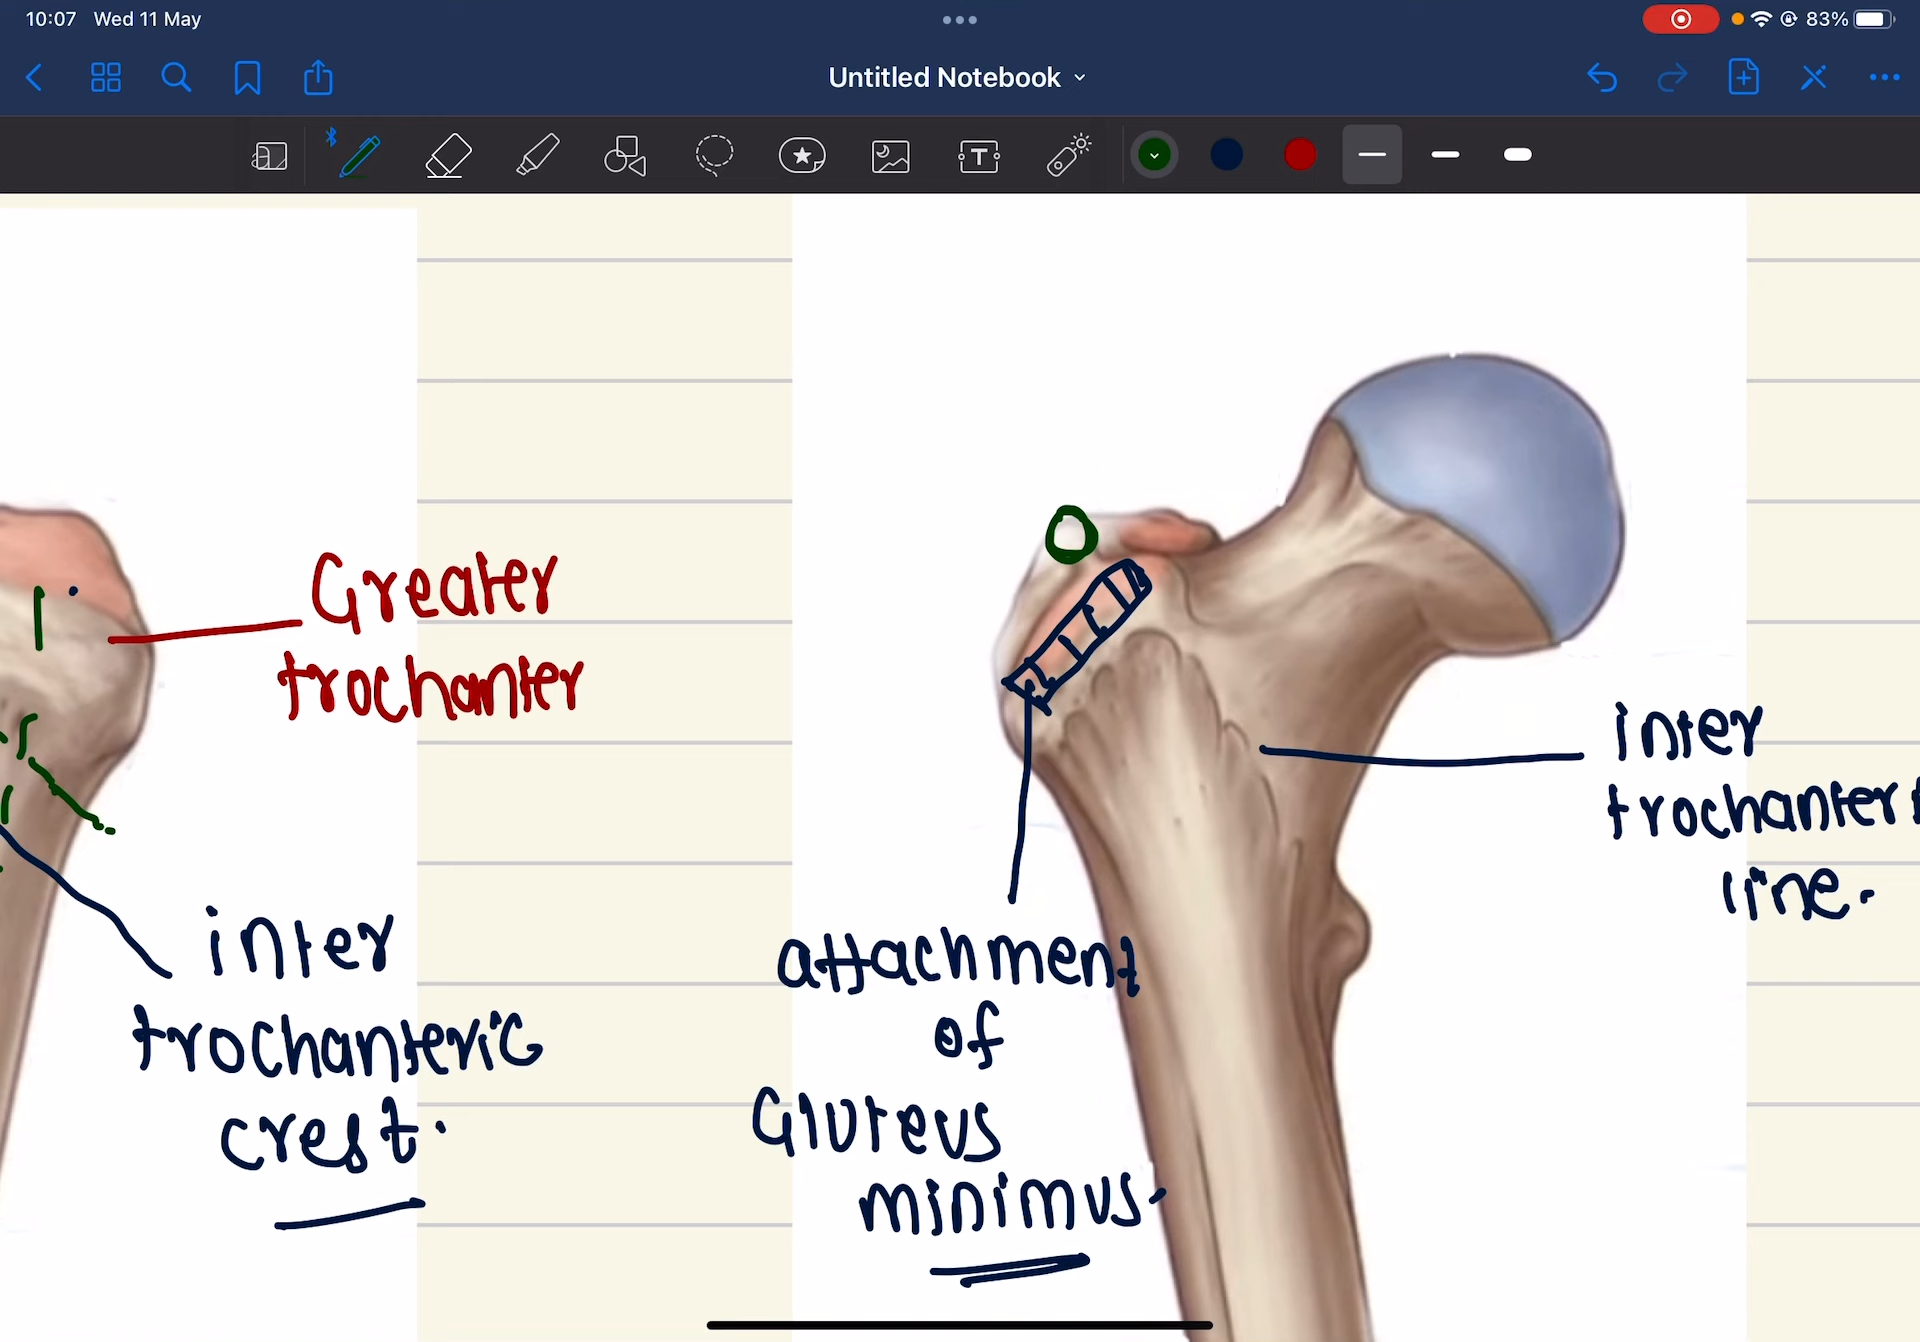 10:07 Wed 11 May
83%
Untitled Notebook
T
Greater
trochanter
inter
trochanteric
crest.
attachment
of
Gluteus
minimus.
inter
trochanter
line.